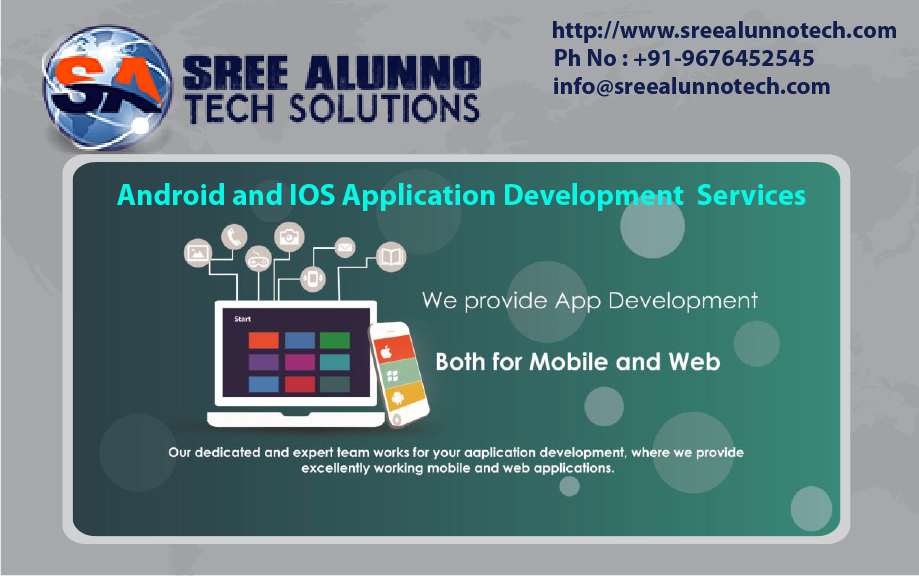 http://www.sreealunnotech.com
Ph No : +91-9676452545
info@sreealunnotech.com
SA
SREE ALUNNO
TECH SOLUTIONS
Android and IOS Application Development Services
We provide App Development
Start
Both for Mobile and Web
Our dedicated and expert team works for your aaplication development, where we provide
excellently working mobile and web applications.